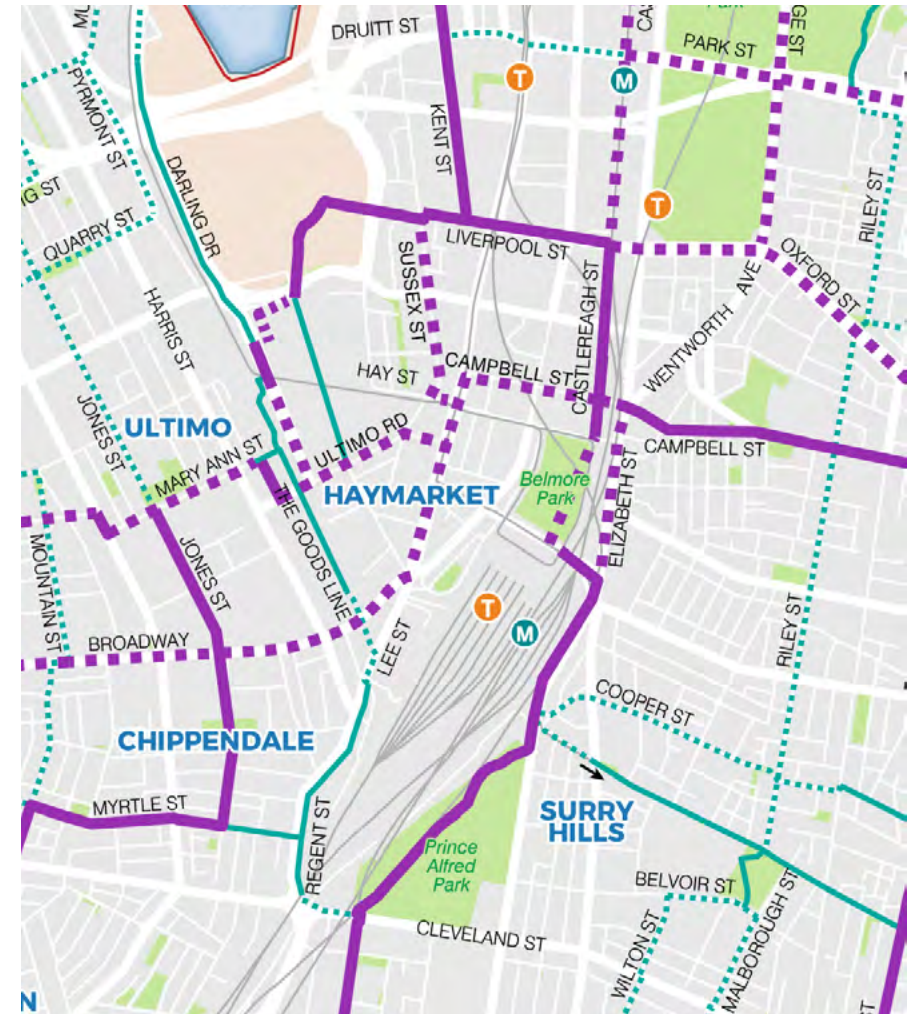 DRUITT ST
PARK ST
PYRMONT ST
KENT ST
DARLING DR
RILEY ST
QUARRY ST
LIVERPOOL ST
OXFORD ST
SUSSEX ST
CASTLEREAGH ST
WENTWORTH AVE
HARRIS ST
HAY ST
CAMPBELL ST
JONES ST
ULTIMO
ULTIMO RD
CAMPBELL ST
MARY ANN ST
HAYMARKET
Belmore
Park
ELIZABETH ST
THE GOODS LINE
MOUNTAIN ST
JONES ST
T
T
T
M
M
BROADWAY
LEE ST
RILEY ST
COOPER ST
CHIPPENDALE
MYRTLE ST
SURRY
HILLS
REGENT ST
Prince
Alfred
Park
BELVOIR ST
CLEVELAND ST
WILTON ST
MALBOROUGH ST